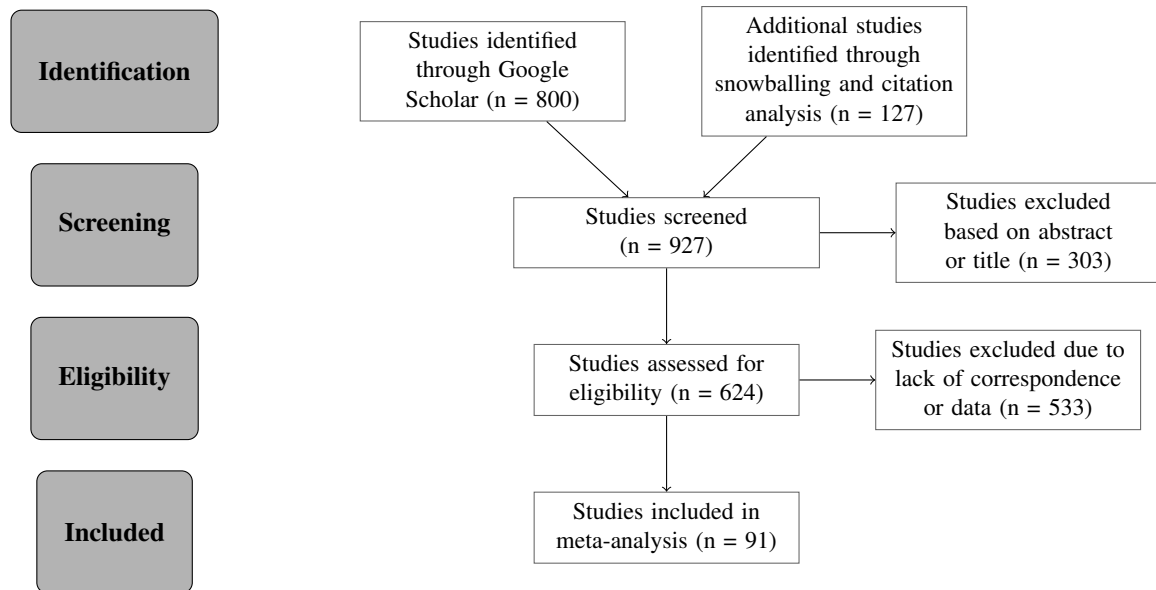 Identification
Studies identified
through Google
Scholar (n = 800)
Additional studies
identified through
snowballing and citation
analysis (n = 127)
Screening
Studies screened
(n = 927)
Studies excluded
based on abstract
or title (n = 303)
Eligibility
Studies assessed for
eligibility (n = 624)
Studies excluded due to
lack of correspondence
or data (n = 533)
Included
Studies included in
meta-analysis (n = 91)